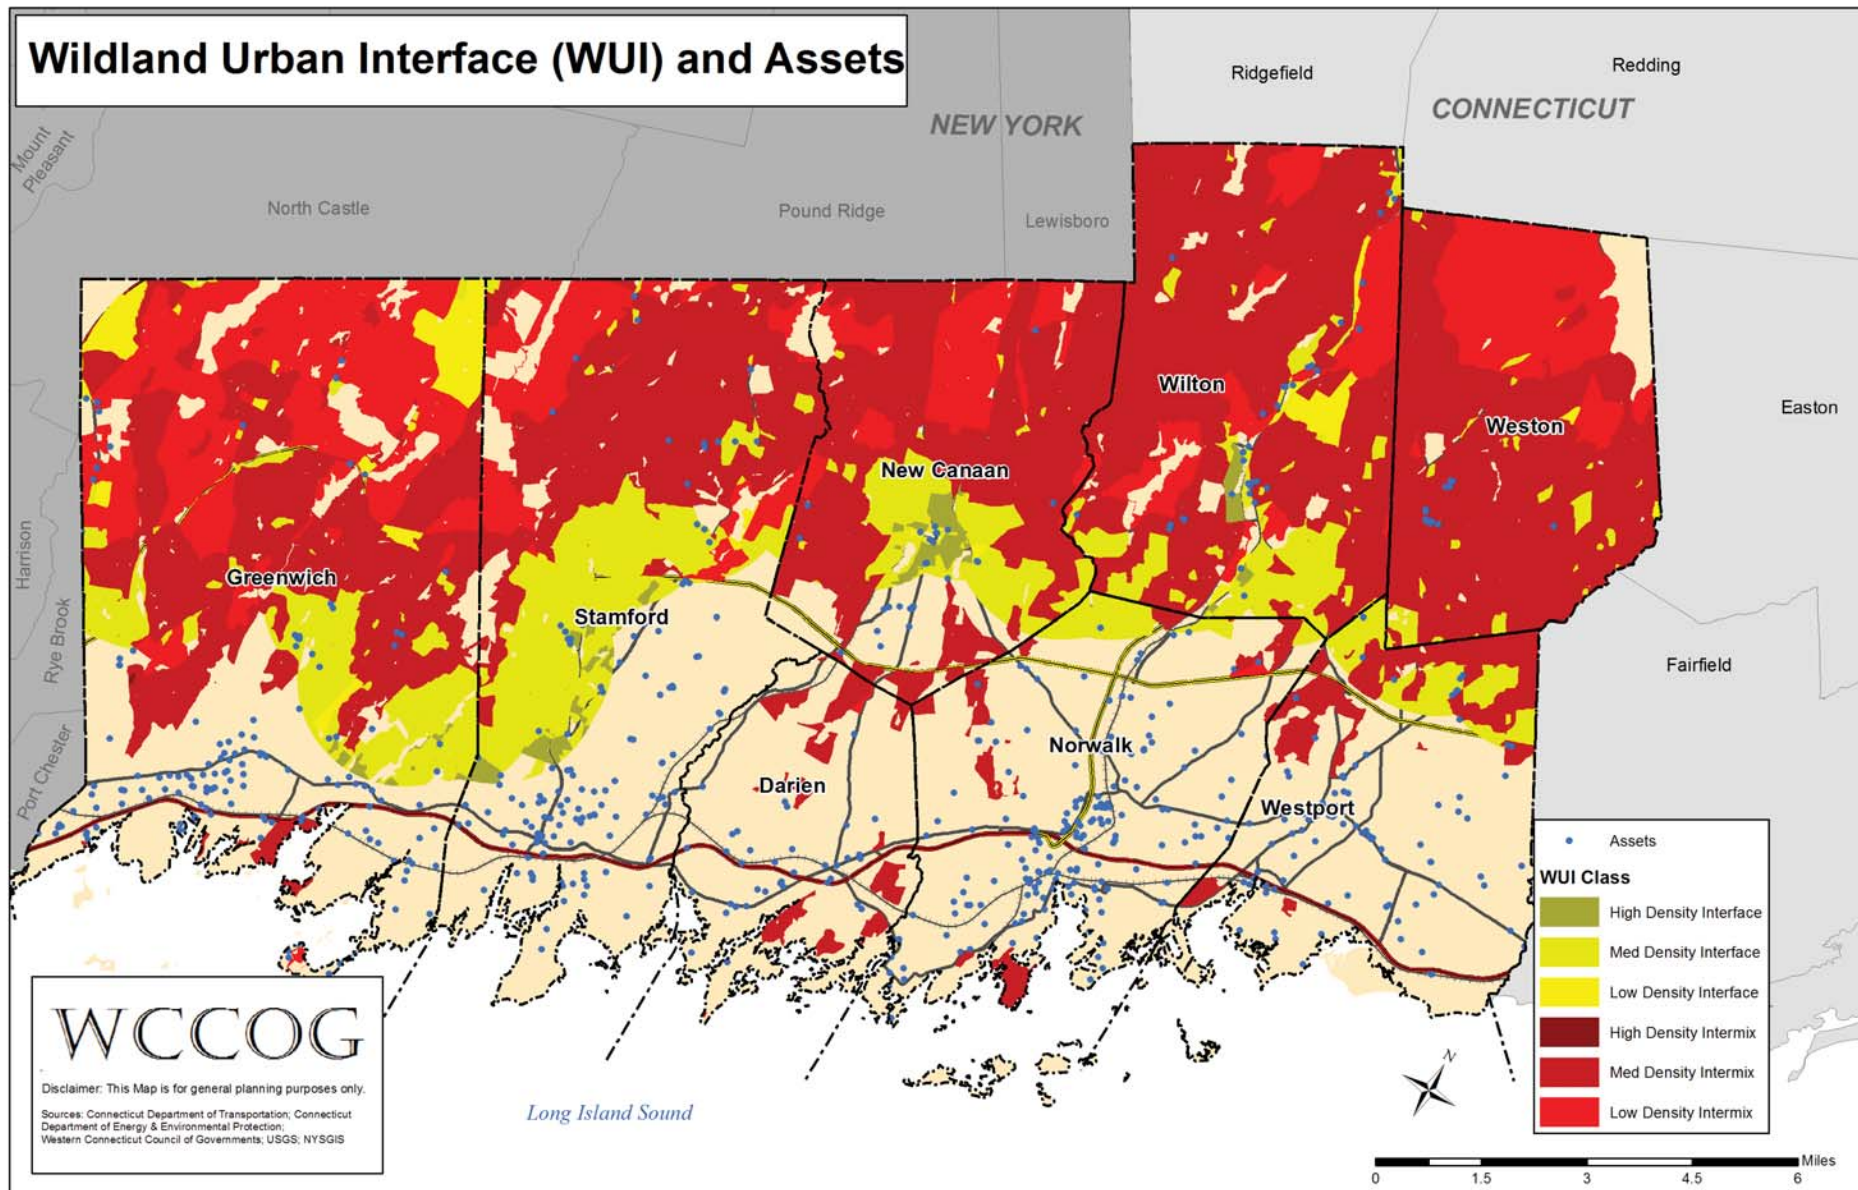 Wildland Urban Interface (WUI) and Assets
Ridgefield
Redding
NEW YORK
CONNECTICUT
Mount
Pleasant
North Castle
Pound Ridge
Lewisboro
Wilton
Weston
Easton
New Canaan
Harrison
Greenwich
Stamford
Rye Brook
Fairfield
Port Chester
Norwalk
Darien
Westport
Assets
WUI Class
High Density Interface
Med Density Interface
Low Density Interface
High Density Intermix
Med Density Intermix
Low Density Intermix
WCCOG
Disclaimer: This Map is for general planning purposes only.
Sources: Connecticut Department of Transportation; Connecticut
Department of Energy & Environmental Protection;
Western Connecticut Council of Governments; USGS; NYSGIS
Long Island Sound
N
Miles
0 1.5 3 4.5 6